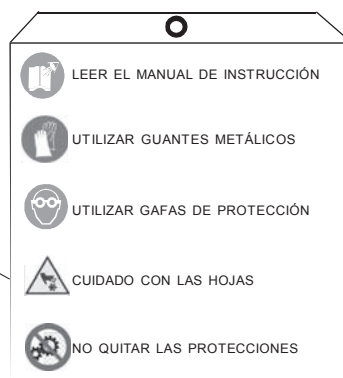 LEER EL MANUAL DE INSTRUCCIÓN
UTILIZAR GUANTES METÁLICOS
UTILIZAR GAFAS DE PROTECCIÓN
CUIDADO CON LAS HOJAS
NO QUITAR LAS PROTECCIONES